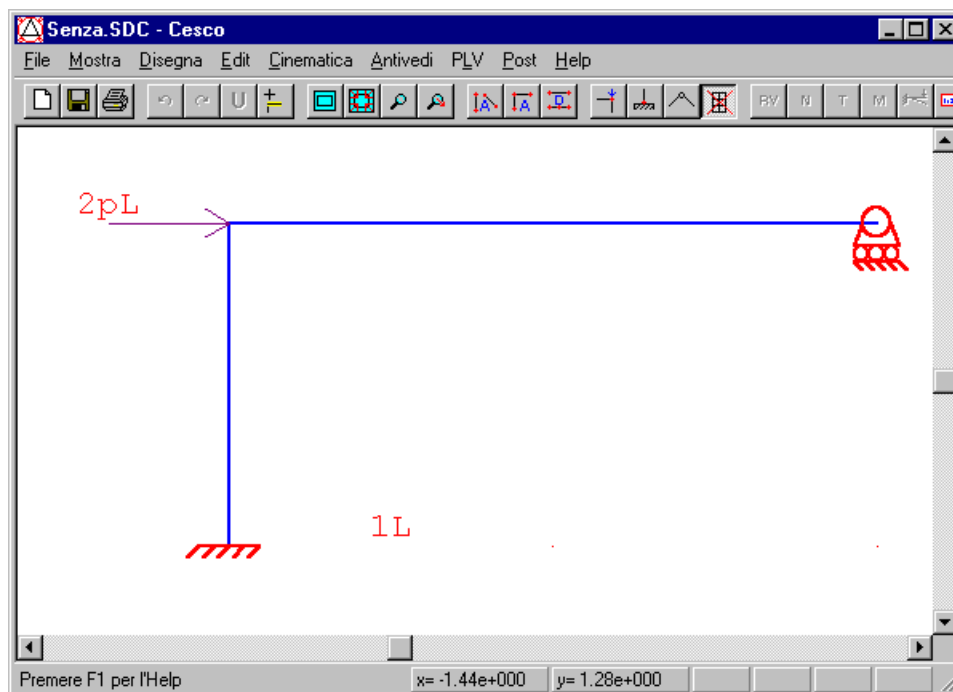 Senza.SDC - Cesco
File Mostra Disegna Edit Cinematica Antivedi PLV Post Help
U A A D RV N T M
2pL
1L
Premere F1 per l'Help x= -1.44e+000 y= 1.28e+000